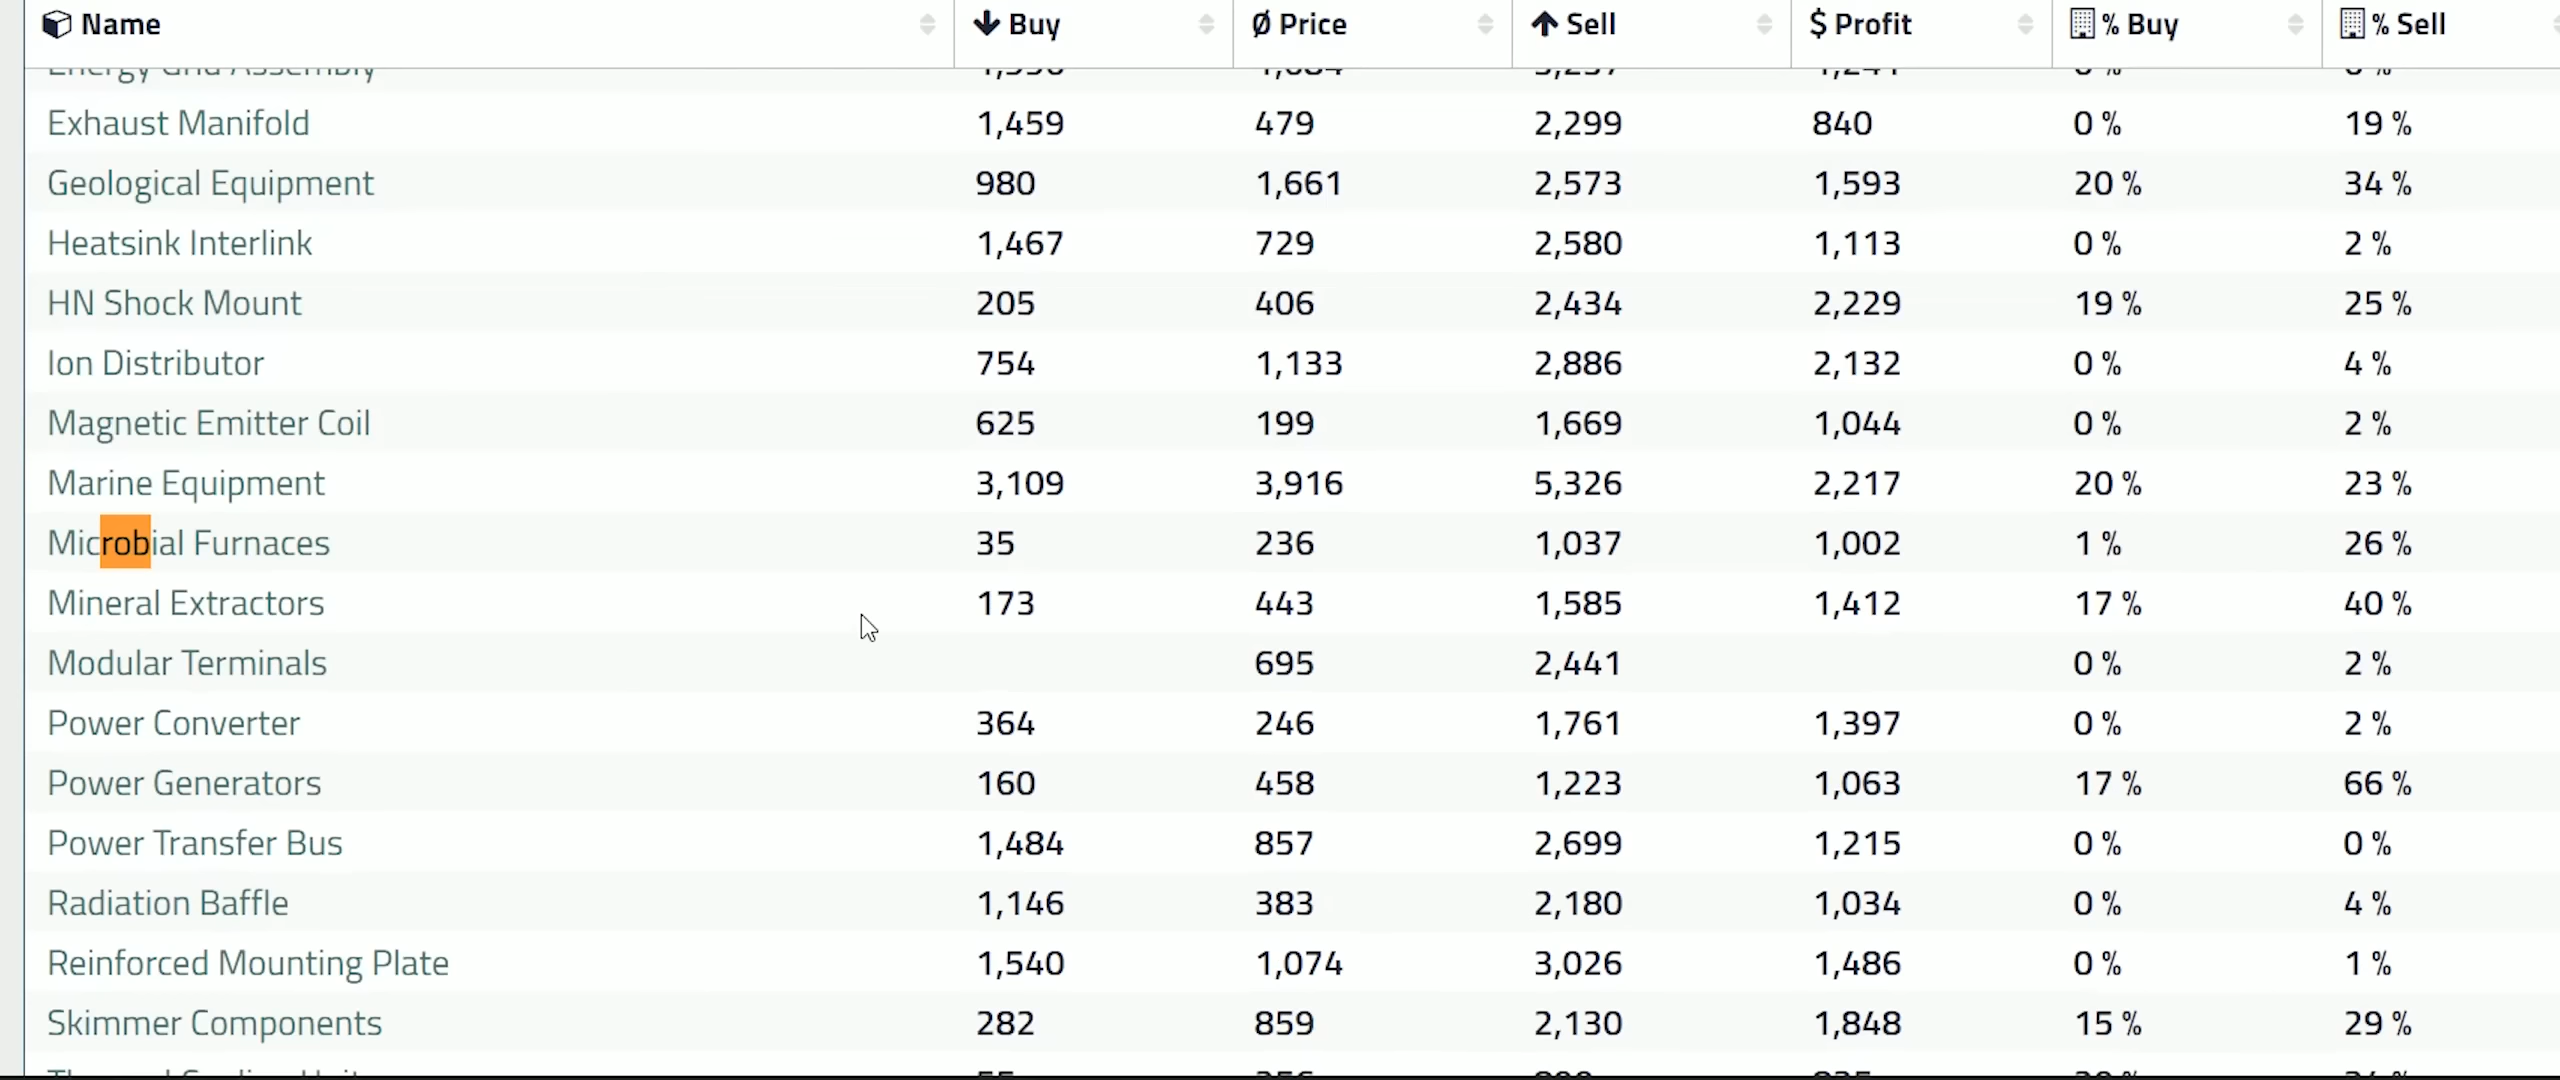 Name Buy Ø Price Sell $ Profit % Buy % Sell
Energy Grid Assembly
Exhaust Manifold 1,459 479 2,299 840 0 % 19 %
Geological Equipment 980 1,661 2,573 1,593 20 % 34 %
Heatsink Interlink 1,467 729 2,580 1,113 0 % 2 %
HN Shock Mount 205 406 2,434 2,229 19 % 25 %
Ion Distributor 754 1,133 2,886 2,132 0 % 4 %
Magnetic Emitter Coil 625 199 1,669 1,044 0 % 2 %
Marine Equipment 3,109 3,916 5,326 2,217 20 % 23 %
Microbial Furnaces 35 236 1,037 1,002 1 % 26 %
Mineral Extractors 173 443 1,585 1,412 17 % 40 %
Modular Terminals 695 2,441 0 % 2 %
Power Converter 364 246 1,761 1,397 0 % 2 %
Power Generators 160 458 1,223 1,063 17 % 66 %
Power Transfer Bus 1,484 857 2,699 1,215 0 % 0 %
Radiation Baffle 1,146 383 2,180 1,034 0 % 4 %
Reinforced Mounting Plate 1,540 1,074 3,026 1,486 0 % 1 %
Skimmer Components 282 859 2,130 1,848 15 % 29 %